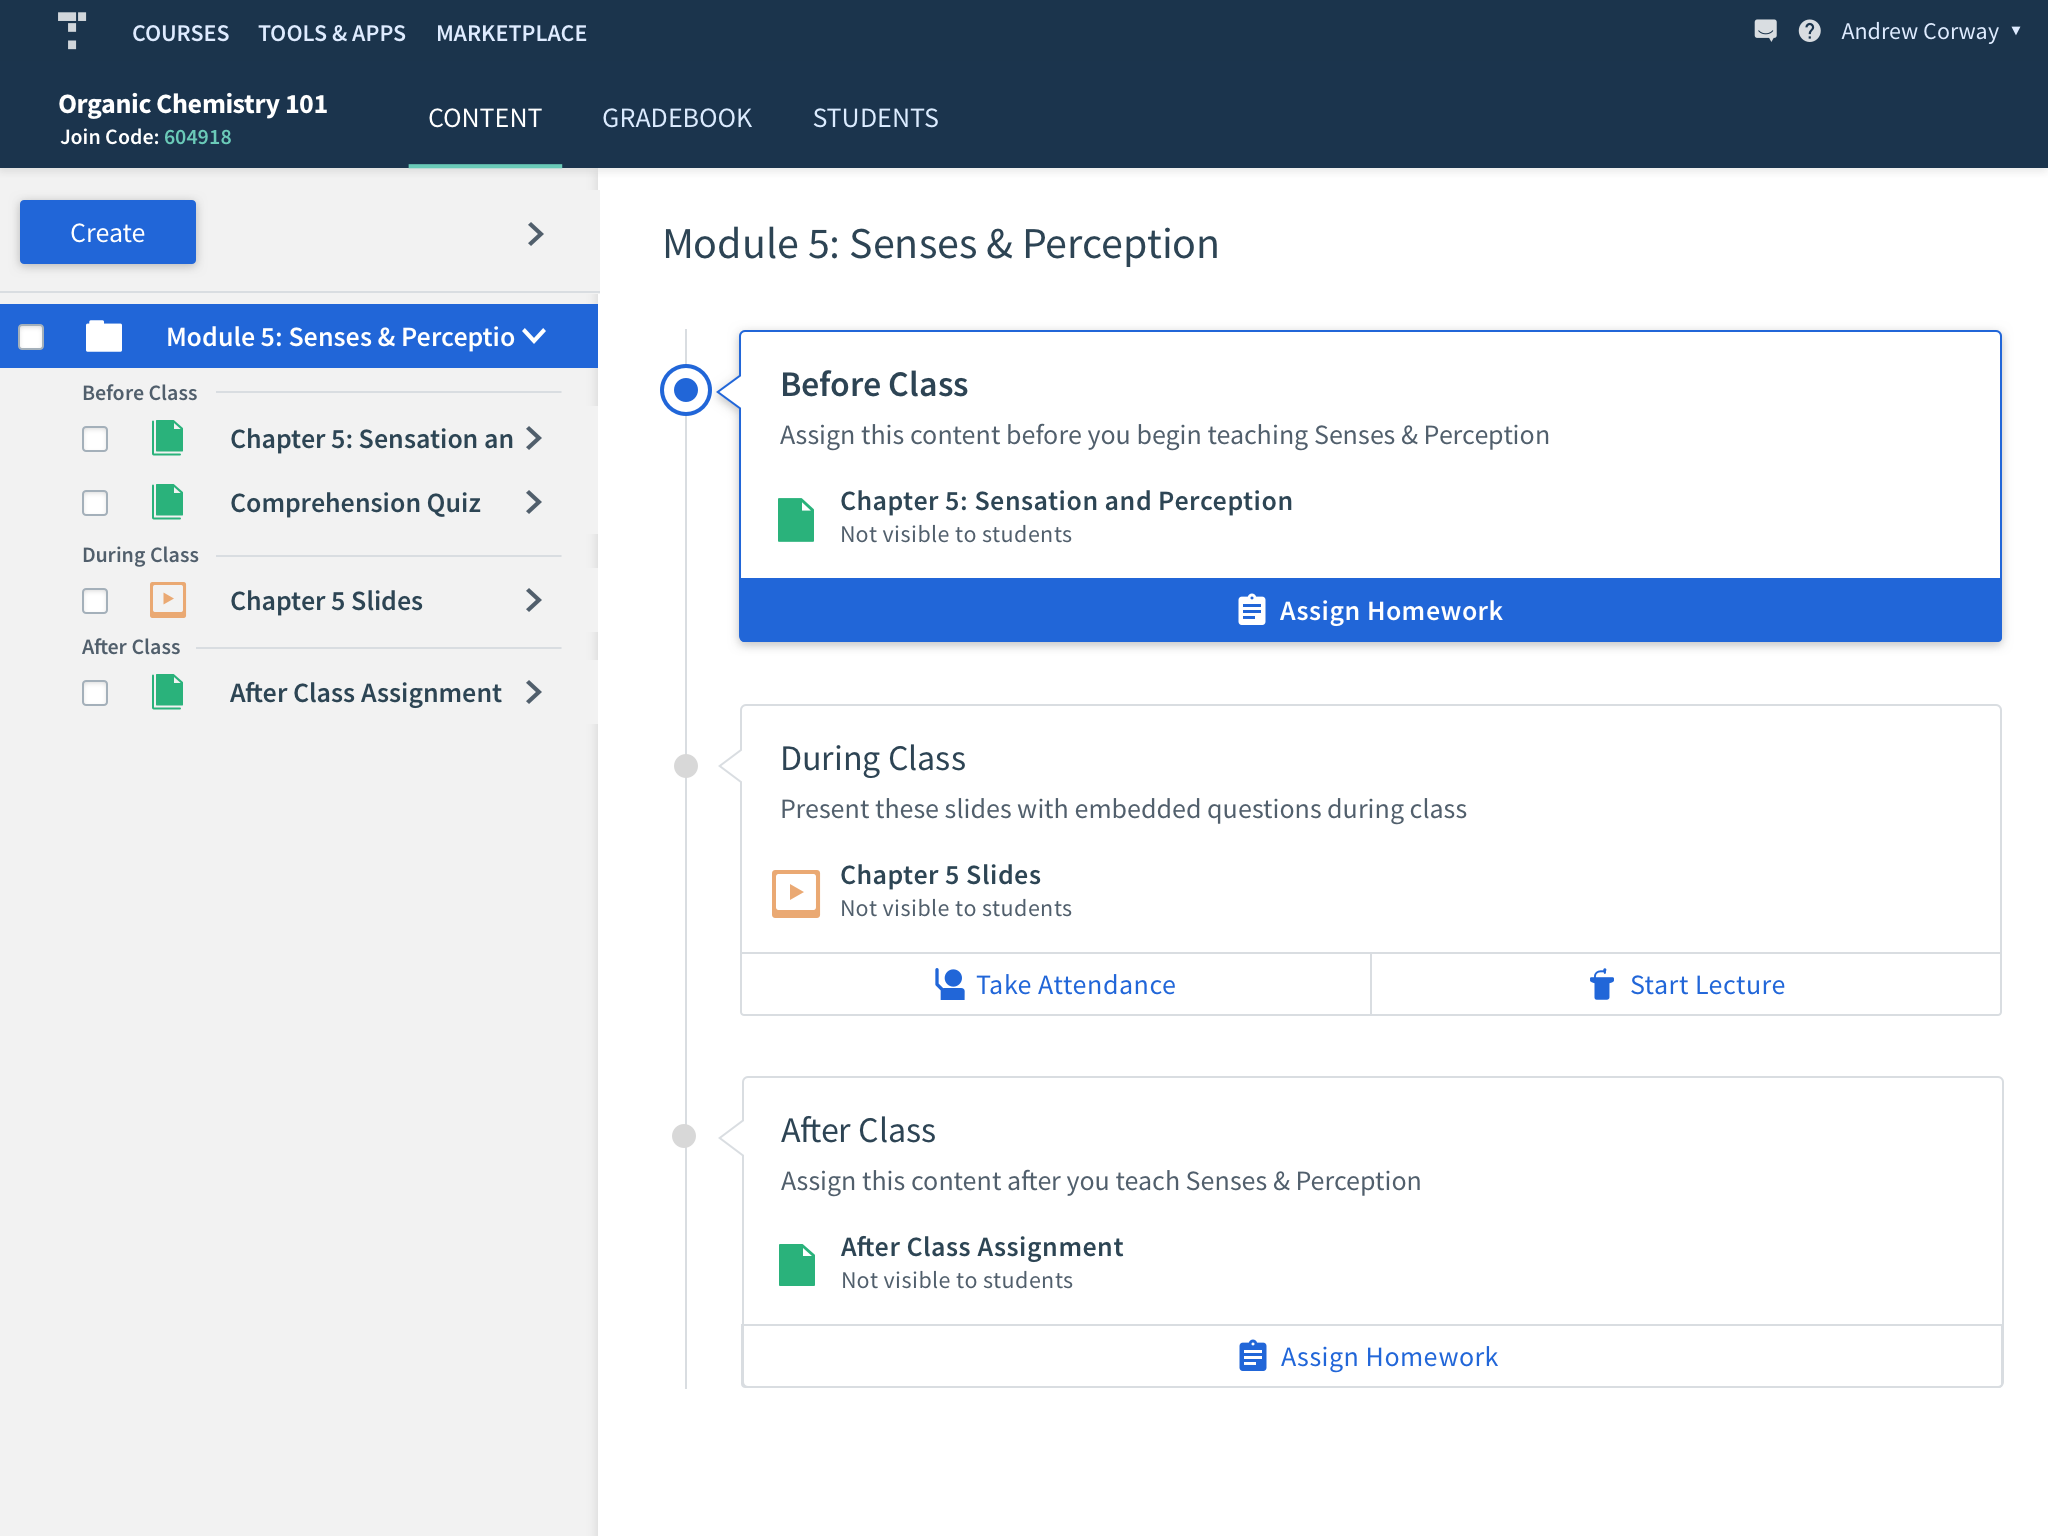 COURSES TOOLS & APPS MARKETPLACE
Andrew Corway
Organic Chemistry 101
Join Code: 604918
CONTENT GRADEBOOK STUDENTS
Create
Module 5: Senses & Perceptio
Before Class
Chapter 5: Sensation an
Comprehension Quiz
During Class
Chapter 5 Slides
After Class
After Class Assignment
Module 5: Senses & Perception
Before Class
Assign this content before you begin teaching Senses & Perception
Chapter 5: Sensation and Perception
Not visible to students
Assign Homework
During Class
Present these slides with embedded questions during class
Chapter 5 Slides
Not visible to students
Take Attendance Start Lecture
After Class
Assign this content after you teach Senses & Perception
After Class Assignment
Not visible to students
Assign Homework